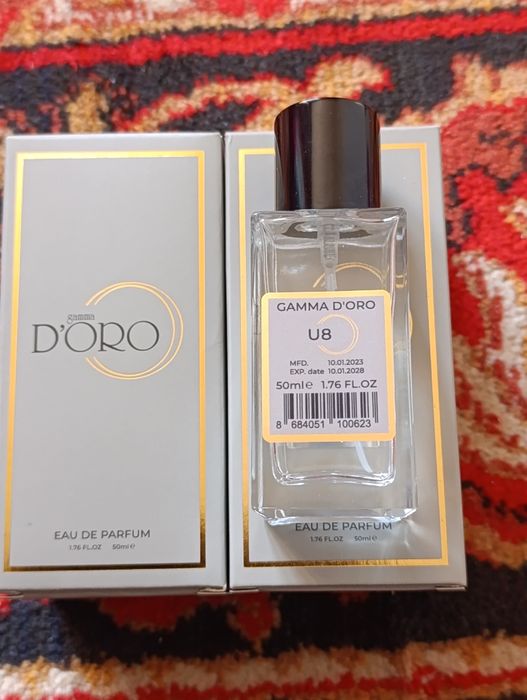 gamma
D'ORO
EAU DE PARFUM
1.76 FL.OZ 50ml e
GAMMA D'ORO
U8
MFD. 10.01.2023
EXP. date 10.01.2028
50ml e 1.76 FL.OZ
8 684051 100623
EAU DE PARFUM
1.76 FL.OZ 50ml e